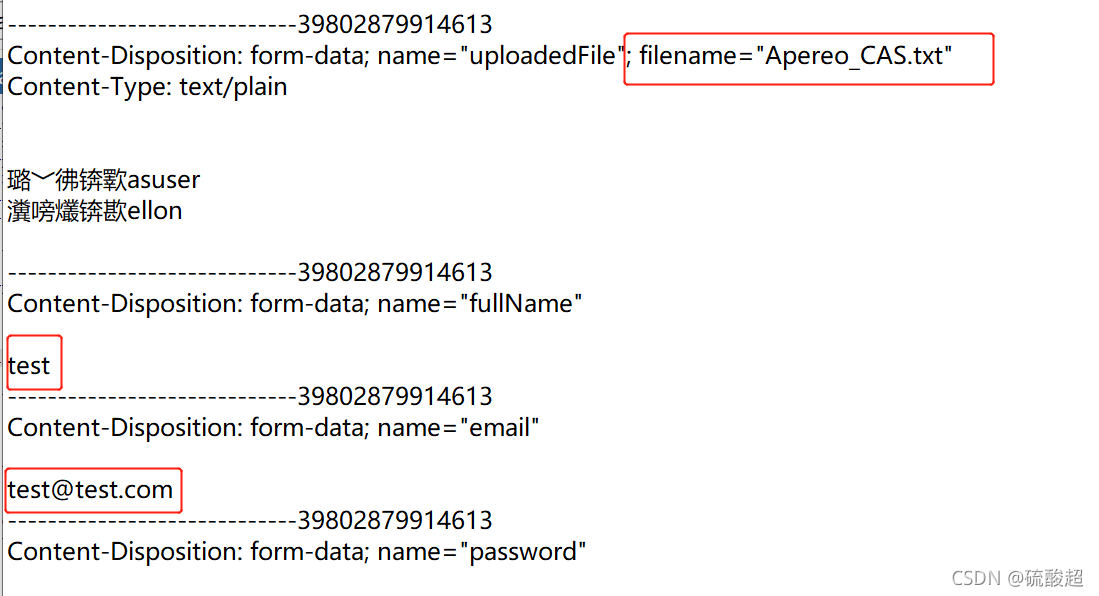 -----------------------------39802879914613
Content-Disposition: form-data; name="uploadedFile"; filename="Apereo_CAS.txt"
Content-Type: text/plain
璐﹀彿锛歎asuser
瀵嗙爜锛歁ellon
-----------------------------39802879914613
Content-Disposition: form-data; name="fullName"
test
-----------------------------39802879914613
Content-Disposition: form-data; name="email"
test@test.com
-----------------------------39802879914613
Content-Disposition: form-data; name="password"
CSDN @硫酸超